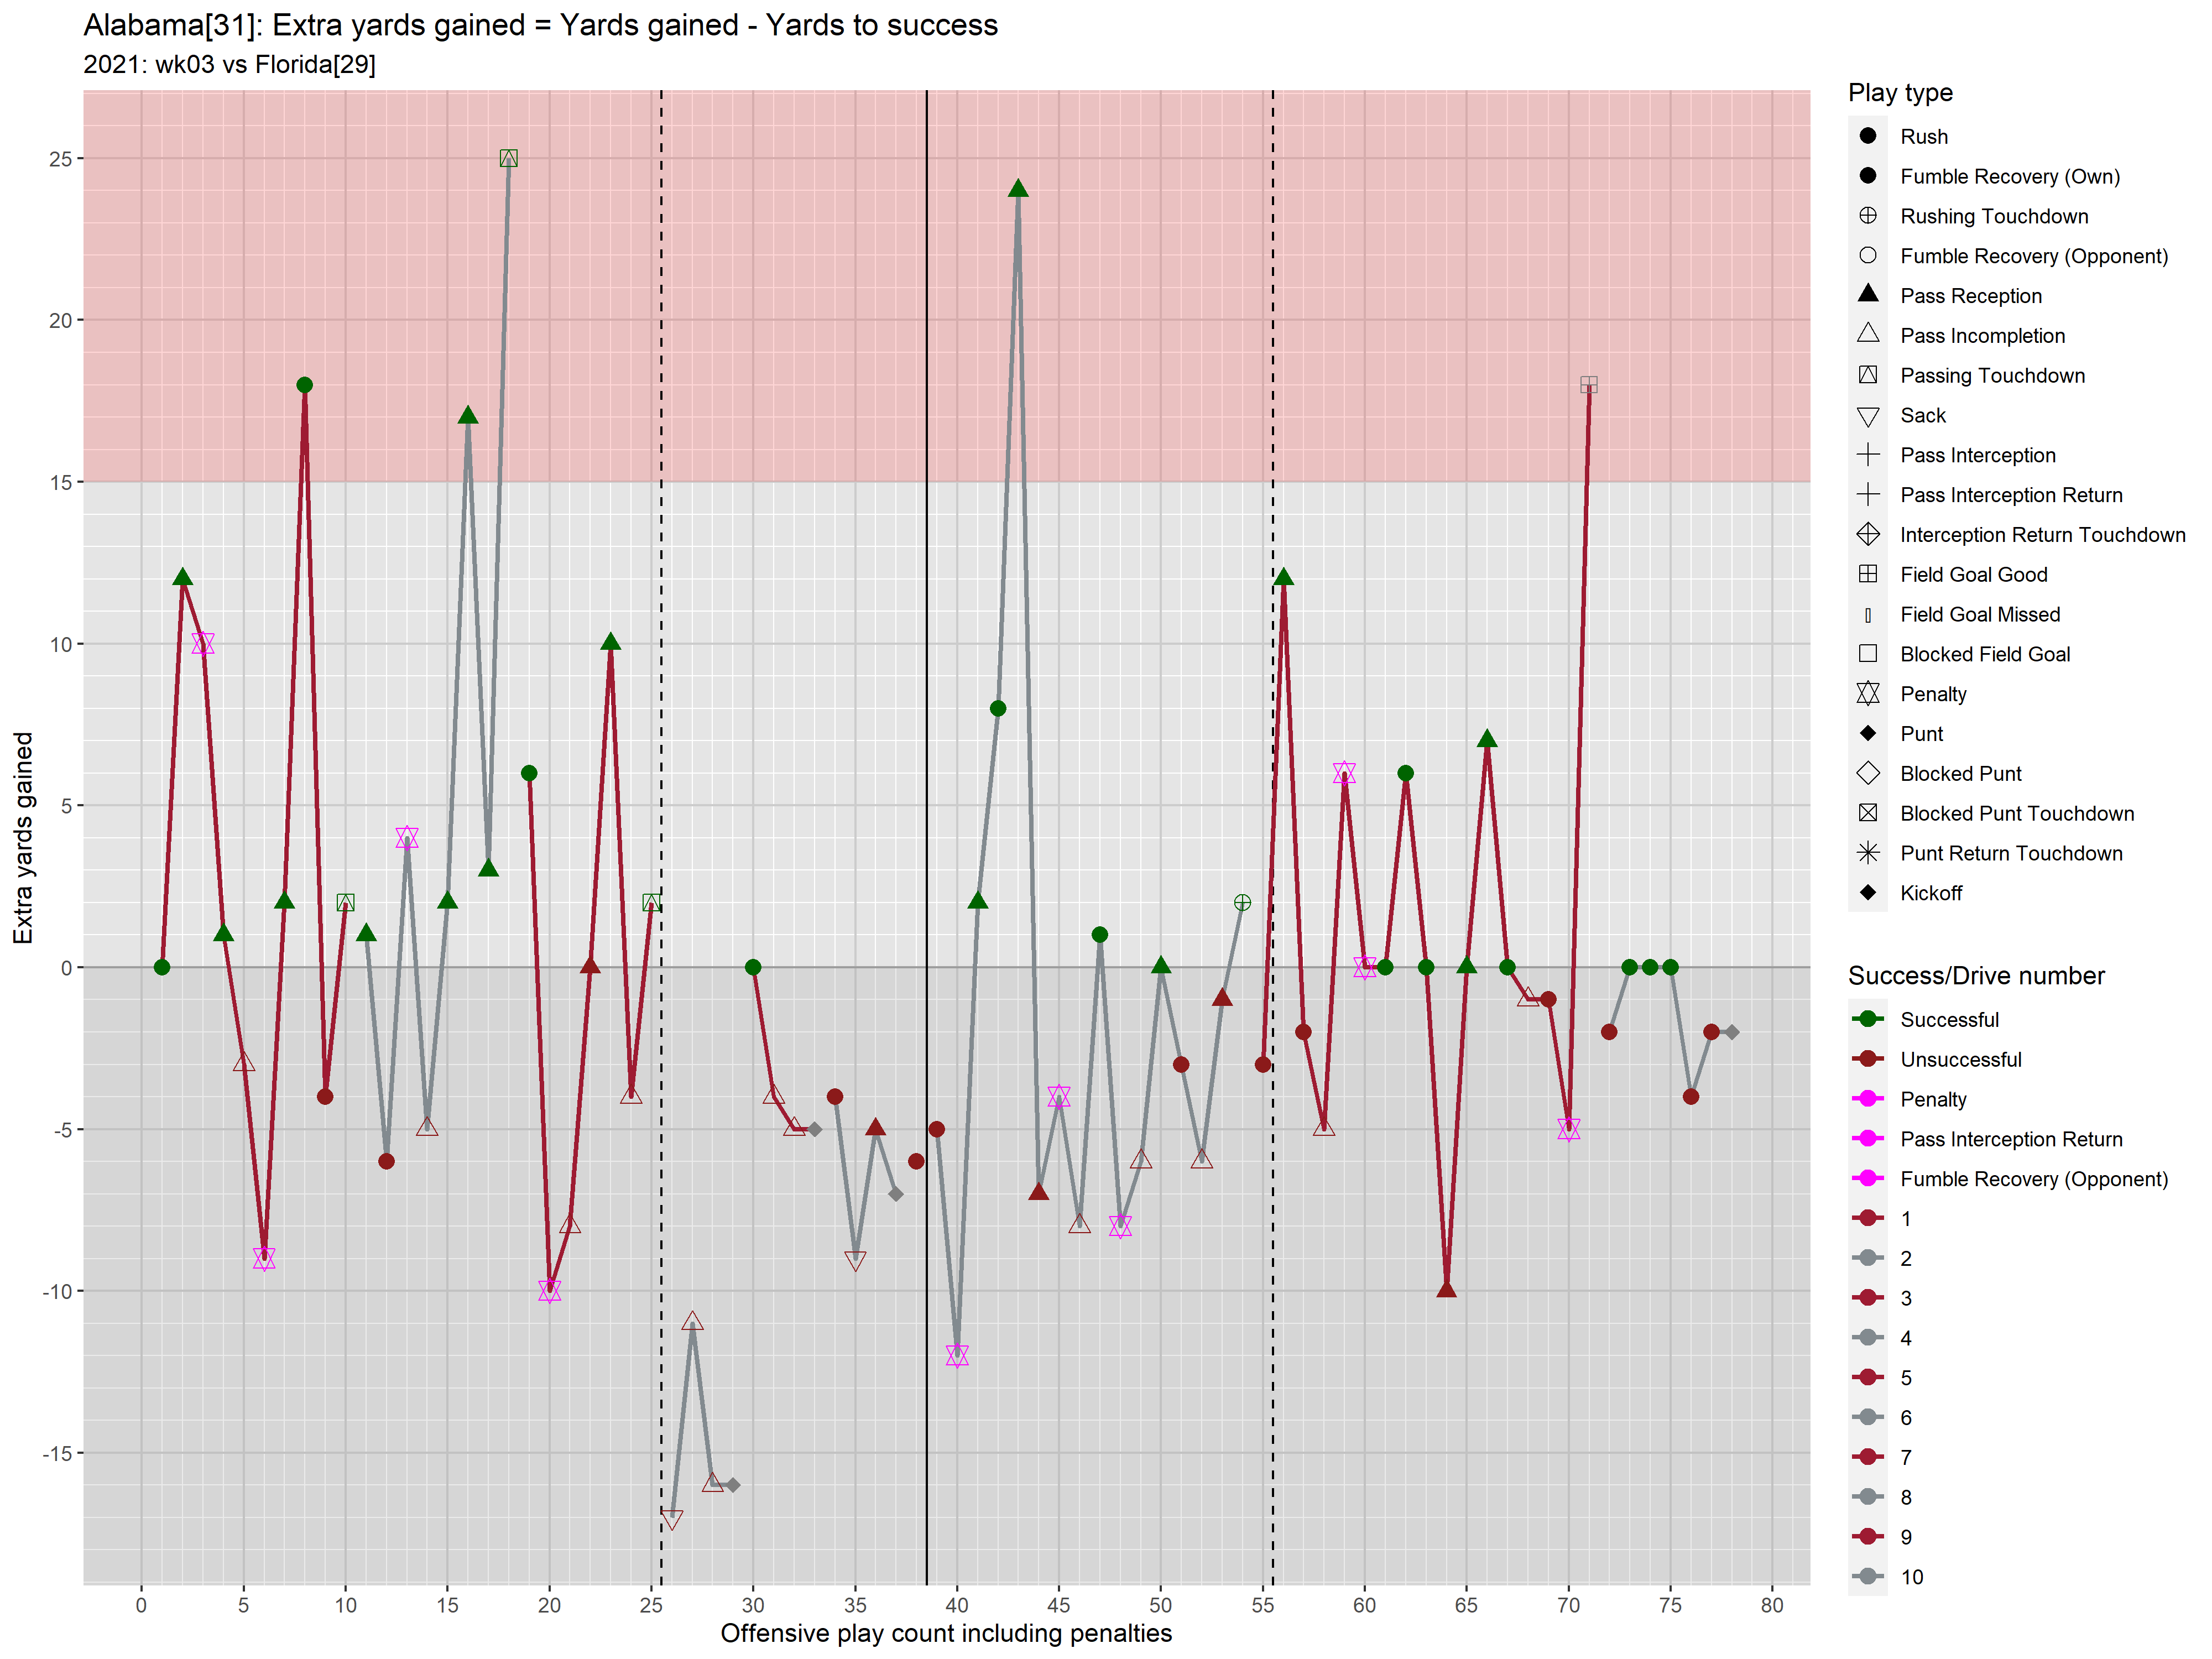 Alabama[31]: Extra yards gained = Yards gained - Yards to success
2021: wk03 vs Florida[29]
Extra yards gained
25
20
15
10
5
0
-5
-10
-15
0 5 10 15 20 25 30 35 40 45 50 55 60 65 70 75 80
Offensive play count including penalties
Play type
Rush
Fumble Recovery (Own)
Rushing Touchdown
Fumble Recovery (Opponent)
Pass Reception
Pass Incompletion
Passing Touchdown
Sack
Pass Interception
Pass Interception Return
Interception Return Touchdown
Field Goal Good
Field Goal Missed
Blocked Field Goal
Penalty
Punt
Blocked Punt
Blocked Punt Touchdown
Punt Return Touchdown
Kickoff
Success/Drive number
Successful
Unsuccessful
Penalty
Pass Interception Return
Fumble Recovery (Opponent)
1
2
3
4
5
6
7
8
9
10